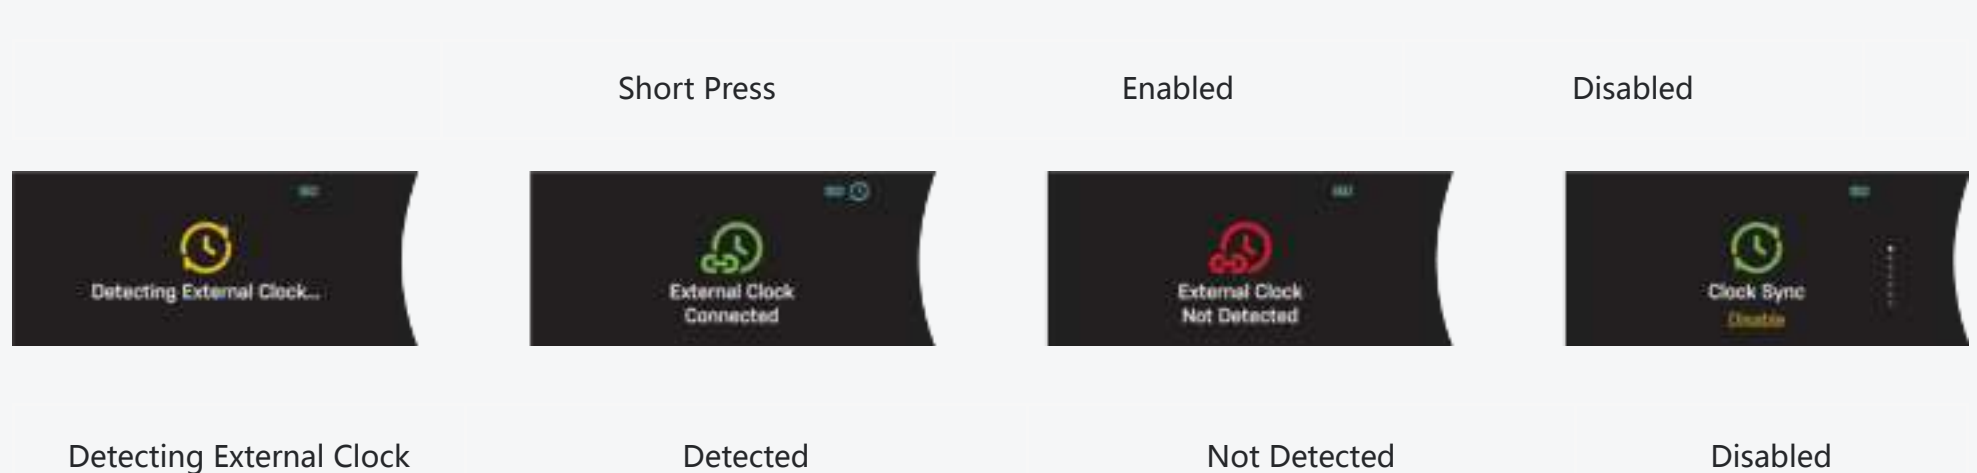 Short Press
Enabled
Disabled
Detecting External Clock...
External Clock
Connected
External Clock
Not Detected
Clock Sync
Disable
Detecting External Clock
Detected
Not Detected
Disabled